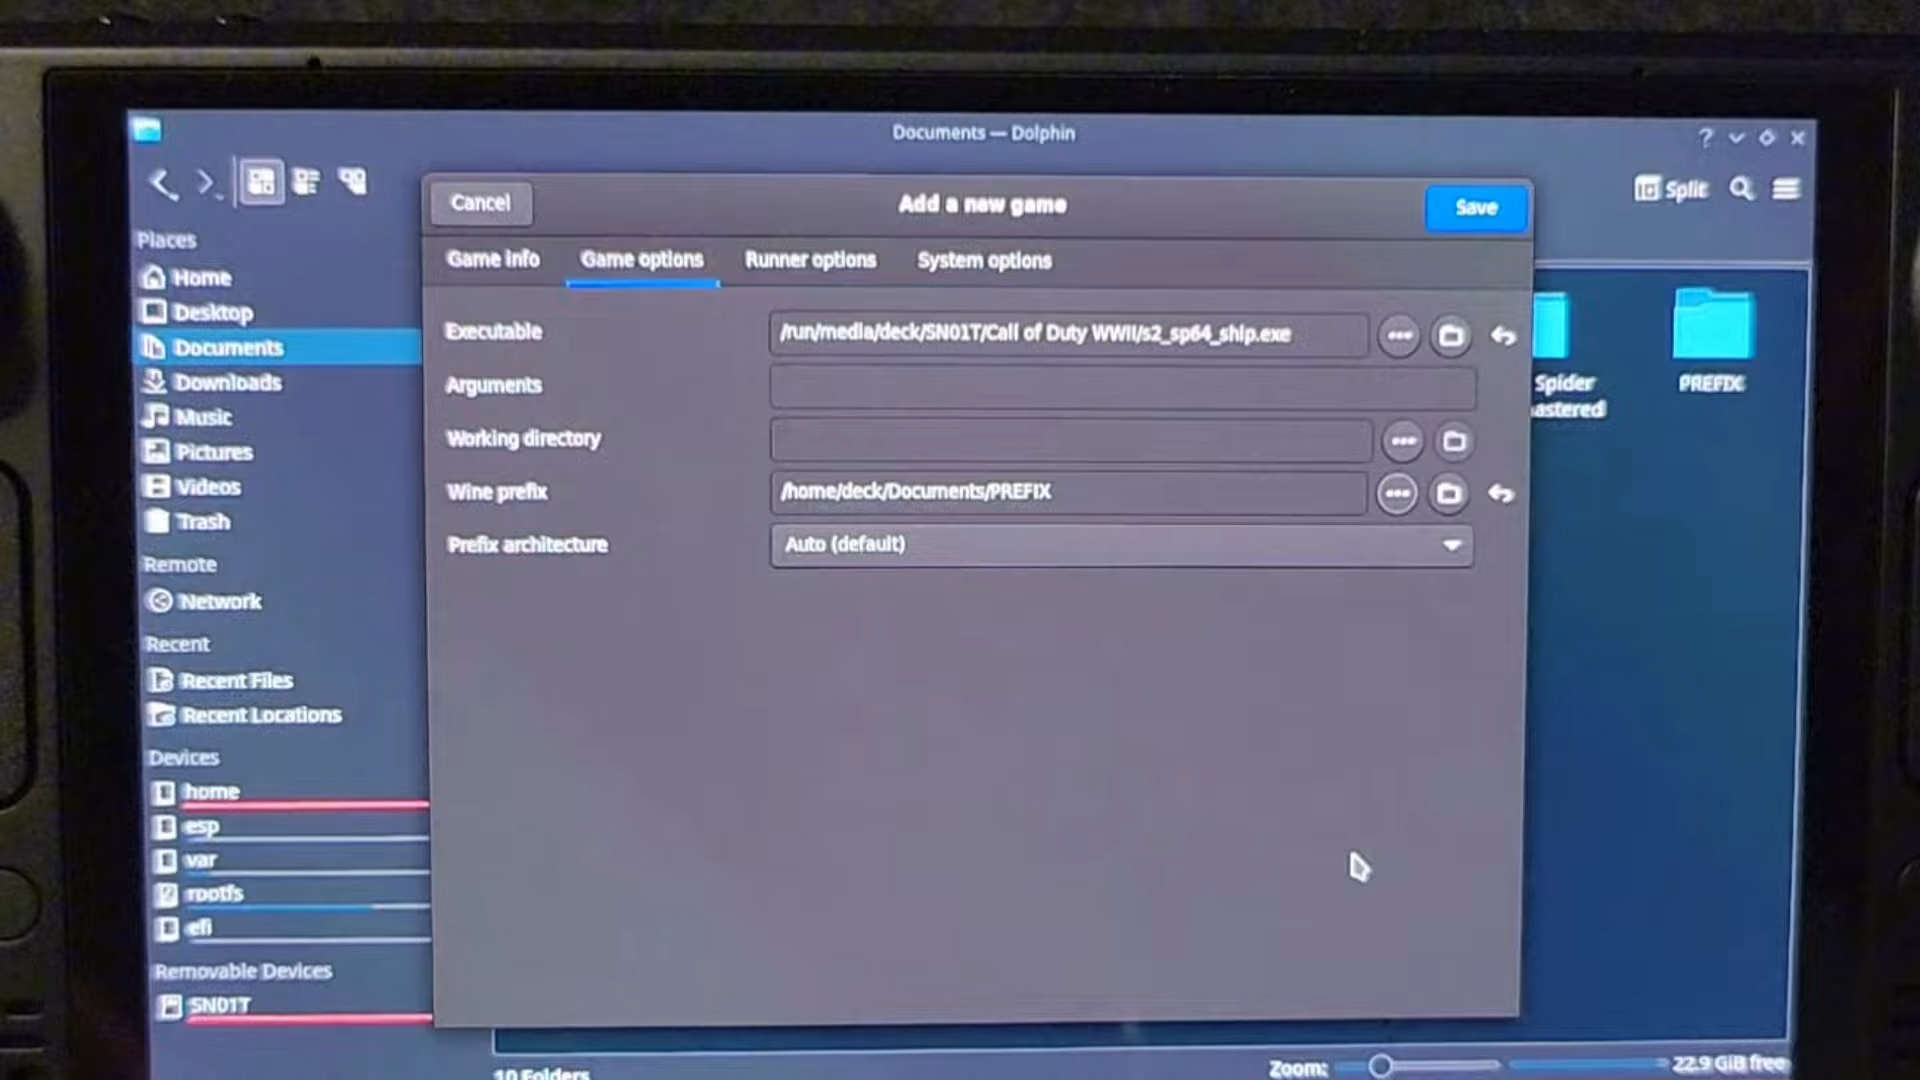 Documents — Dolphin
Split
Cancel
Add a new game
Save
Game info
Game options
Runner options
System options
Executable
/run/media/deck/SN01T/Call of Duty WWII/s2_sp64_ship.exe
Arguments
Working directory
Wine prefix
/home/deck/Documents/PREFIX
Prefix architecture
Auto (default)
Places
Home
Desktop
Documents
Downloads
Music
Pictures
Videos
Trash
Remote
Network
Recent
Recent Files
Recent Locations
Devices
home
esp
var
rootfs
efi
Removable Devices
SN01T
Spider
astered
PREFIX
10 Folders
Zoom:
22.9 GiB free